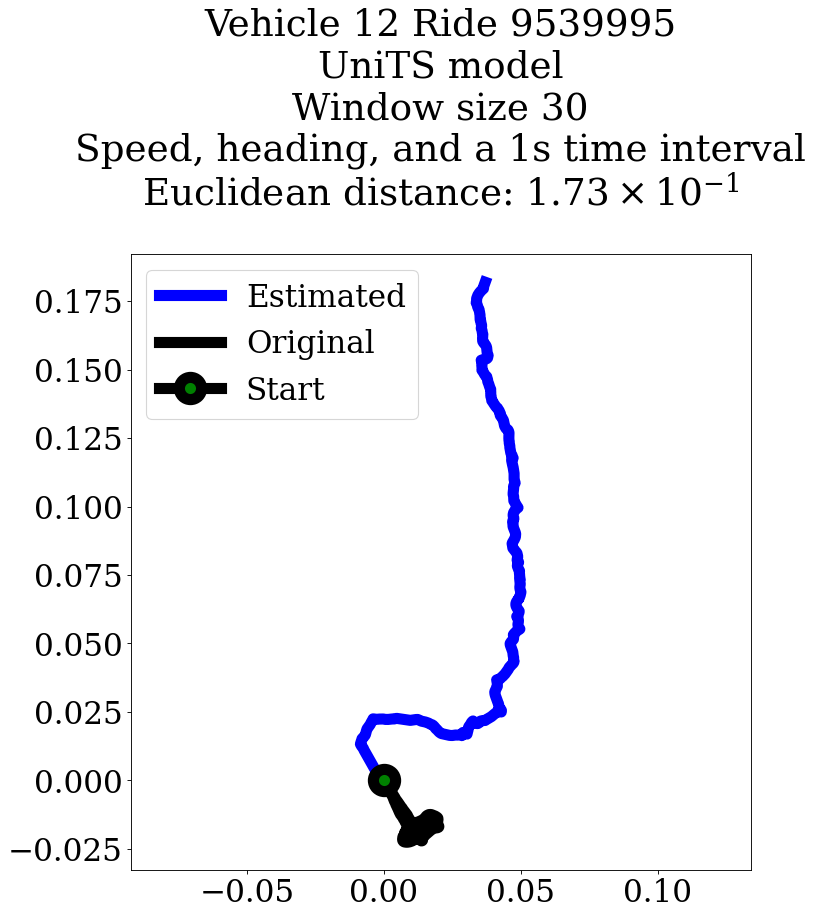 Vehicle 12 Ride 9539995
UniTS model
Window size 30
Speed, heading, and a 1s time interval
Euclidean distance: 1.73 × 10⁻¹
Estimated
Original
Start
0.175
0.150
0.125
0.100
0.075
0.050
0.025
0.000
−0.025
−0.05 0.00 0.05 0.10